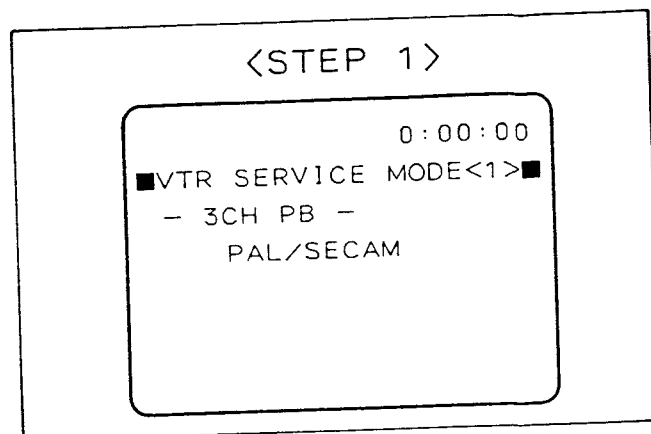 <STEP 1>
0:00:00
■VTR SERVICE MODE<1>■
- 3CH PB -
PAL/SECAM